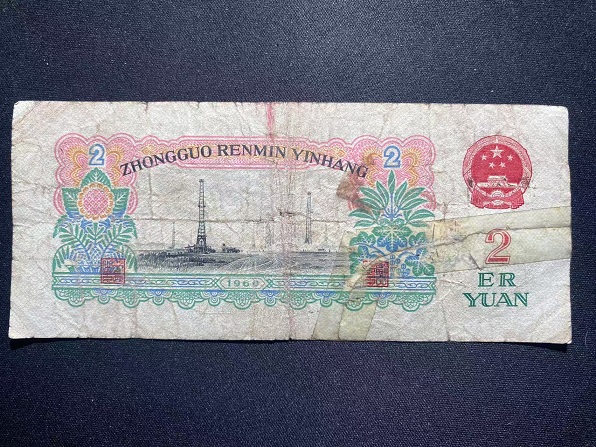 2
2
ZHONGGUO RENMIN YINHANG
2
ER
YUAN
1960